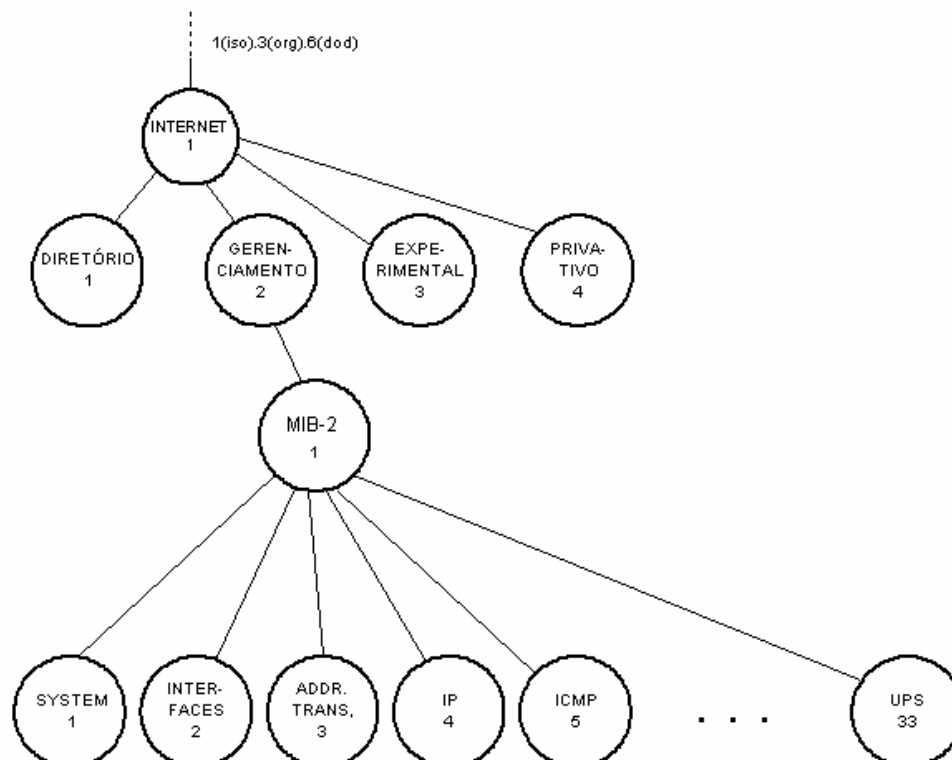 1(iso).3(org).6(dod)
INTERNET
1
DIRETÓRIO
1
GEREN-
CIAMENTO
2
EXPE-
RIMENTAL
3
PRIVA-
TIVO
4
MIB-2
1
SYSTEM
1
INTER-
FACES
2
ADDR.
TRANS,
3
IP
4
ICMP
5
. . .
UPS
33